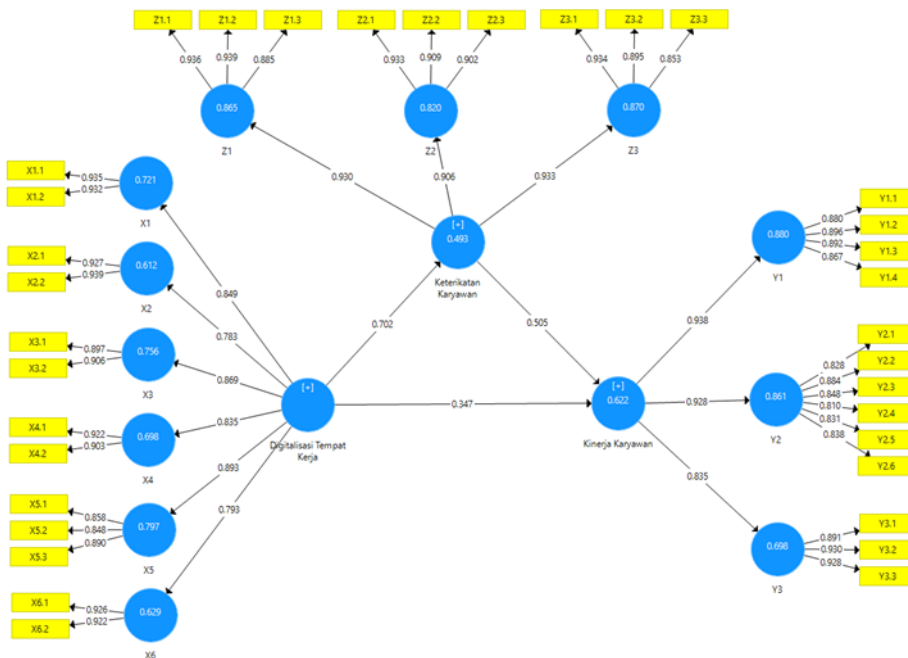 Z1.1 Z1.2 Z1.3 Z2.1 Z2.2 Z2.3 Z3.1 Z3.2 Z3.3
0.936 0.939 0.885 0.933 0.909 0.902 0.934 0.895 0.853
0.865 0.820 0.870
Z1 Z2 Z3
0.930 0.906 0.933
X1.1
X1.2
0.935
0.932
0.721
X1
X2.1
X2.2
0.927
0.939
0.612
X2
X3.1
X3.2
0.897
0.906
0.756
X3
X4.1
X4.2
0.922
0.903
0.698
X4
X5.1
X5.2
X5.3
0.858
0.848
0.890
0.797
X5
X6.1
X6.2
0.926
0.922
0.629
X6
0.849
0.783
0.869
0.835
0.893
0.793
[+]
Digitalisasi Tempat
Kerja
0.702
0.347
[+]
0.493
Keterikatan
Karyawan
0.505
[+]
0.622
Kinerja Karyawan
0.938
0.928
0.835
0.880
Y1
0.880
0.896
0.892
0.867
Y1.1
Y1.2
Y1.3
Y1.4
0.861
Y2
0.828
0.884
0.848
0.810
0.831
0.838
Y2.1
Y2.2
Y2.3
Y2.4
Y2.5
Y2.6
0.698
Y3
0.891
0.930
0.928
Y3.1
Y3.2
Y3.3